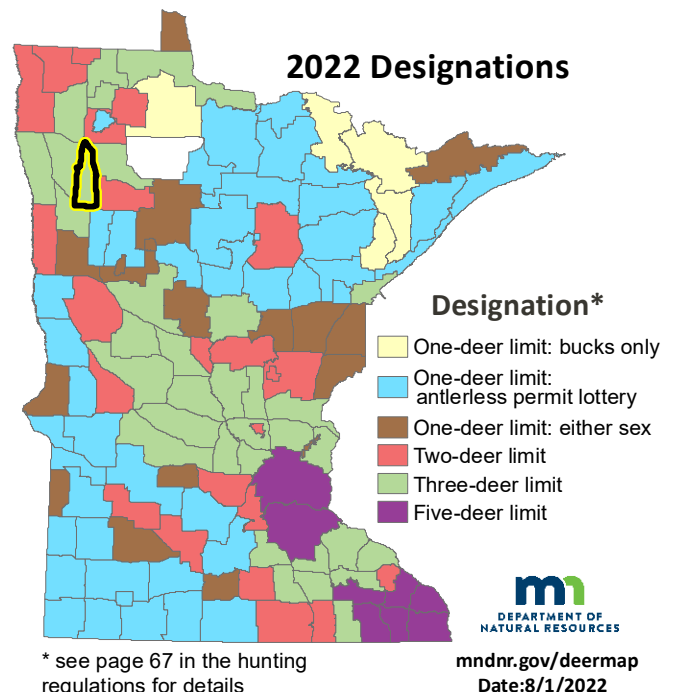 2022 Designations
Designation*
One-deer limit: bucks only
One-deer limit:
antlerless permit lottery
One-deer limit: either sex
Two-deer limit
Three-deer limit
Five-deer limit
mn
DEPARTMENT OF
NATURAL RESOURCES
* see page 67 in the hunting
regulations for details
mndnr.gov/deermap
Date:8/1/2022